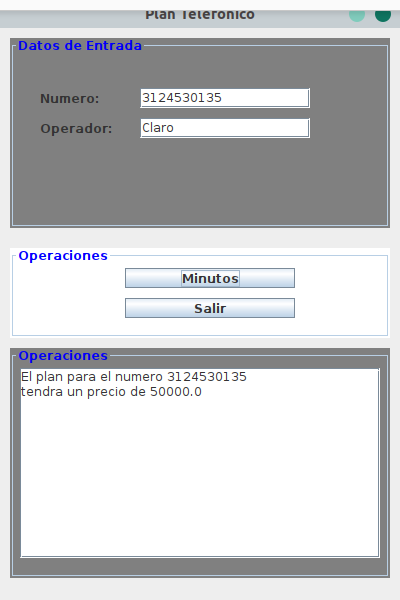 Plan Telefonico
Datos de Entrada
Numero: 3124530135
Operador: Claro
Operaciones
Minutos
Salir
Operaciones
El plan para el numero 3124530135
tendra un precio de 50000.0